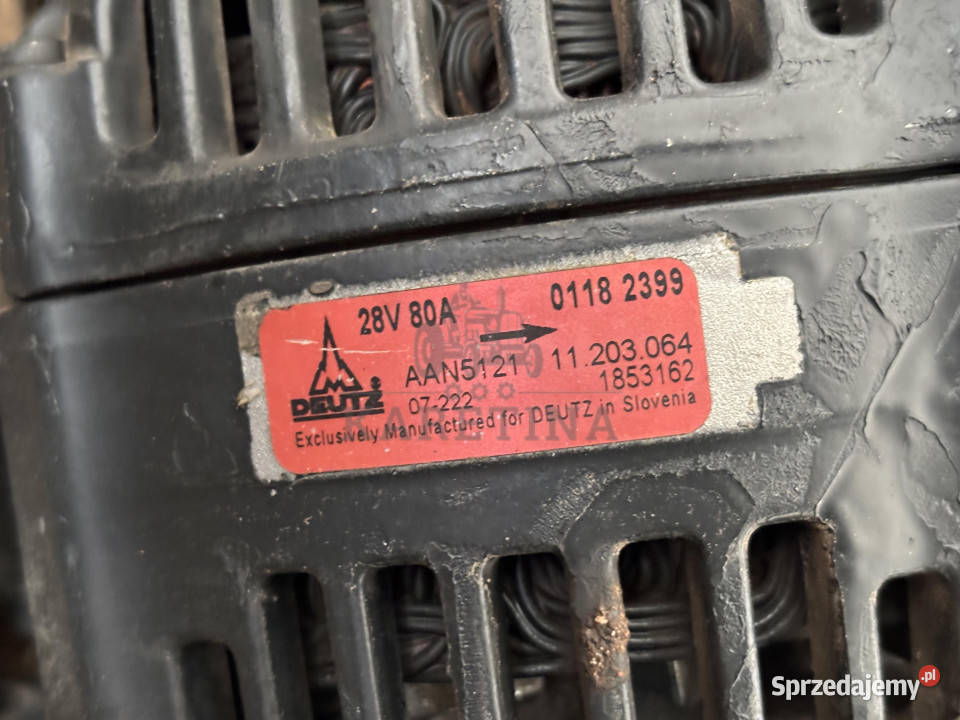 28V 80A 0118 2399
AAN5121 11.203.064
07-222 1853162
DEUTZ ®
Exclusively Manufactured for DEUTZ in Slovenia
KARETINA
Sprzedajemy.pl